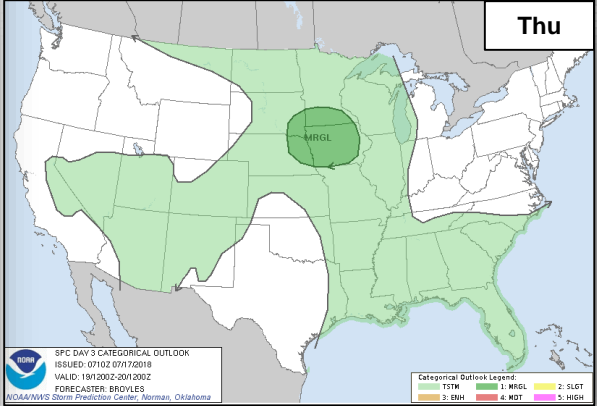 Thu
MRGL
SPC DAY 3 CATEGORICAL OUTLOOK
ISSUED: 0710Z 07/17/2018
VALID: 19/1200Z-20/1200Z
FORECASTER: BROYLES
NOAA/NWS Storm Prediction Center, Norman, Oklahoma
NOAA
Categorical Outlook Legend:
TSTM 1: MRGL 2: SLGT
3: ENH 4: MDT 5: HIGH